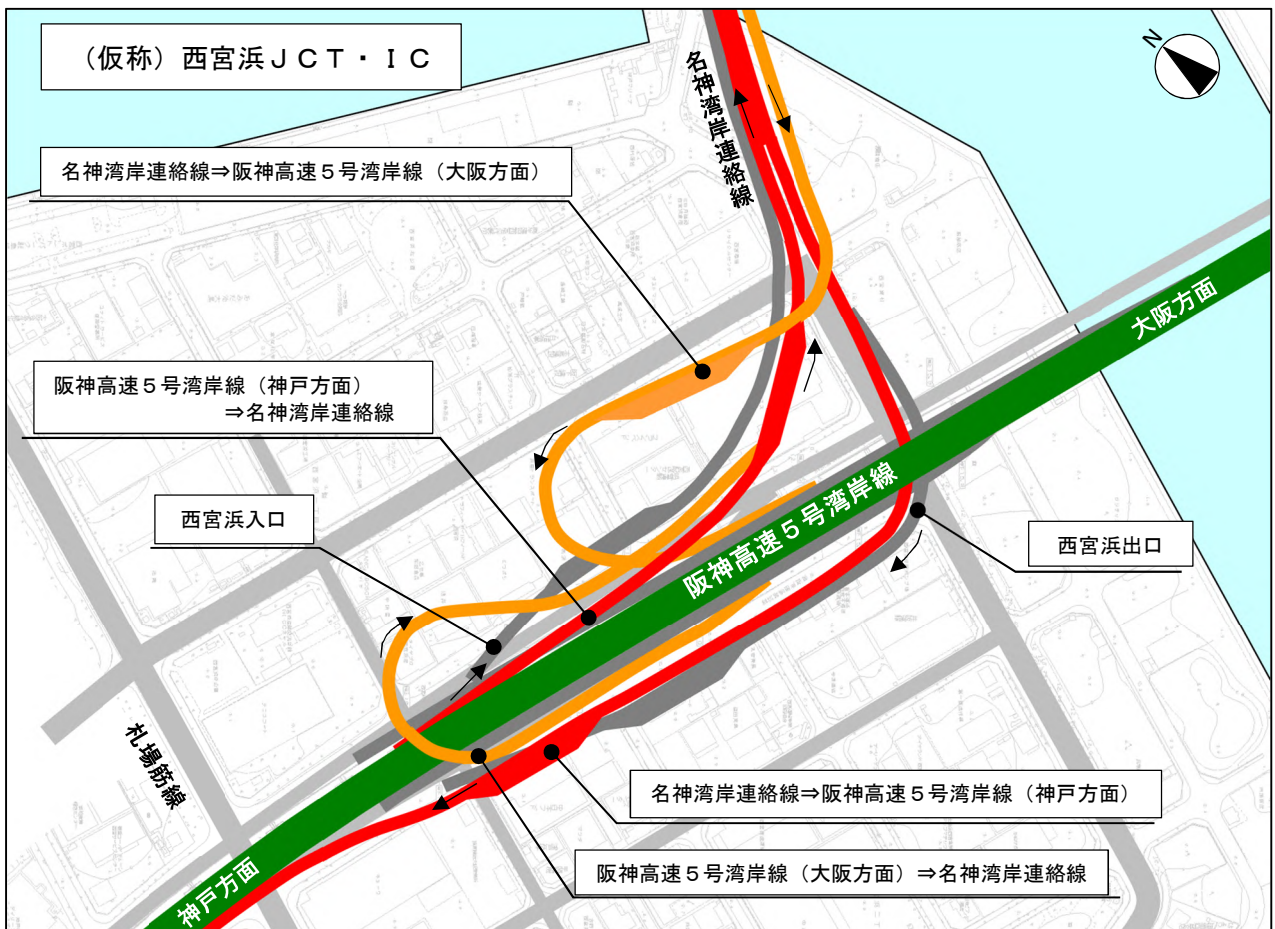 (仮称)西宮浜JCT・IC
N
名神湾岸連絡線
名神湾岸連絡線⇒阪神高速5号湾岸線(大阪方面)
大阪方面
阪神高速5号湾岸線(神戸方面)
⇒名神湾岸連絡線
阪神高速5号湾岸線
西宮浜入口
西宮浜出口
札場筋線
名神湾岸連絡線⇒阪神高速5号湾岸線(神戸方面)
阪神高速5号湾岸線(大阪方面)⇒名神湾岸連絡線
神戸方面